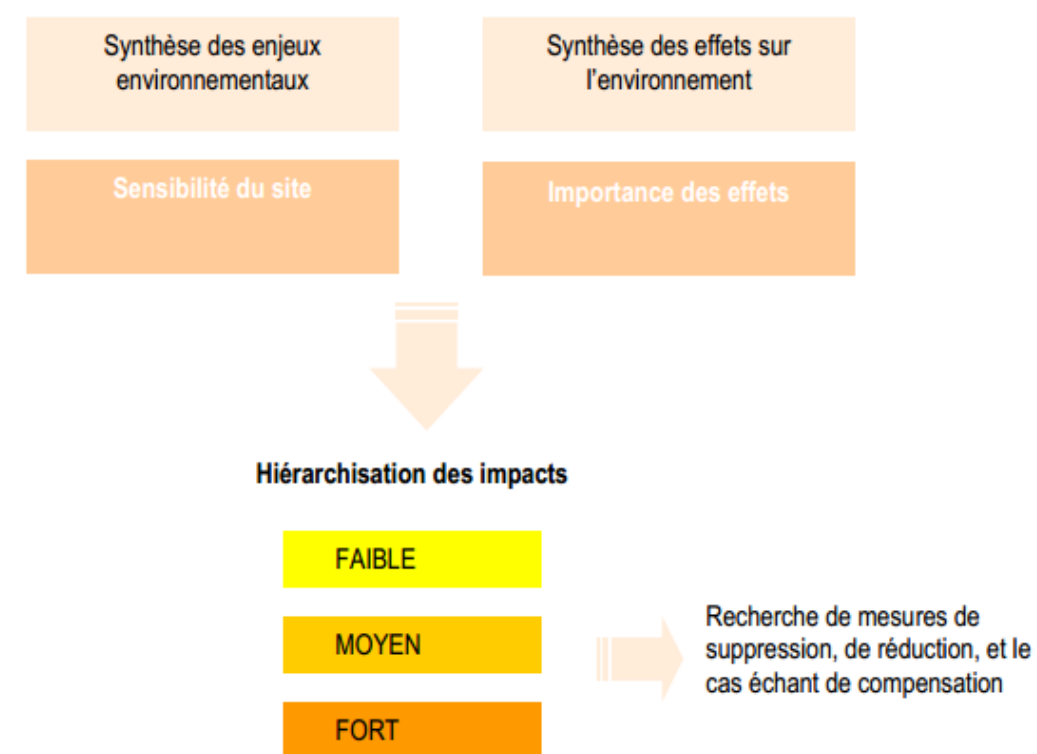 Synthèse des enjeux
environnementaux
Synthèse des effets sur
l'environnement
Sensibilité du site
Importance des effets
Hiérarchisation des impacts
FAIBLE
MOYEN
FORT
Recherche de mesures de
suppression, de réduction, et le
cas échant de compensation